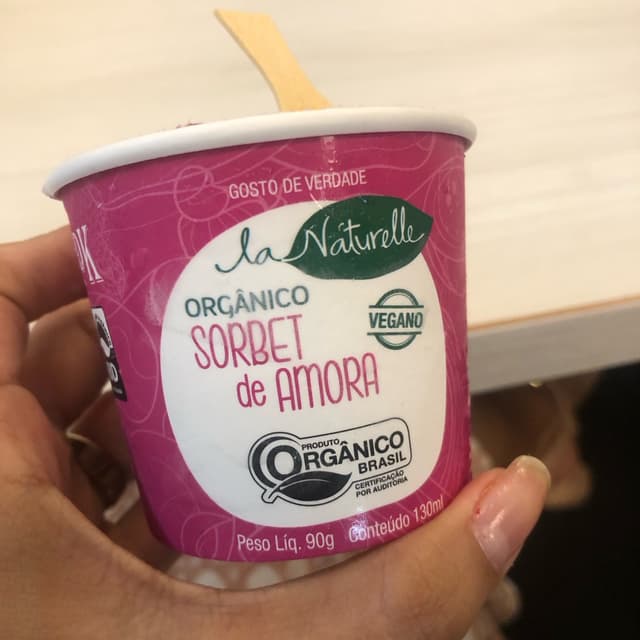 GOSTO DE VERDADE
la Naturelle
ORGÂNICO
SORBET
de AMORA
VEGANO
PRODUTO
ORGÂNICO
BRASIL
CERTIFICAÇÃO
POR AUDITORIA
Peso Líq. 90g Conteúdo 130ml